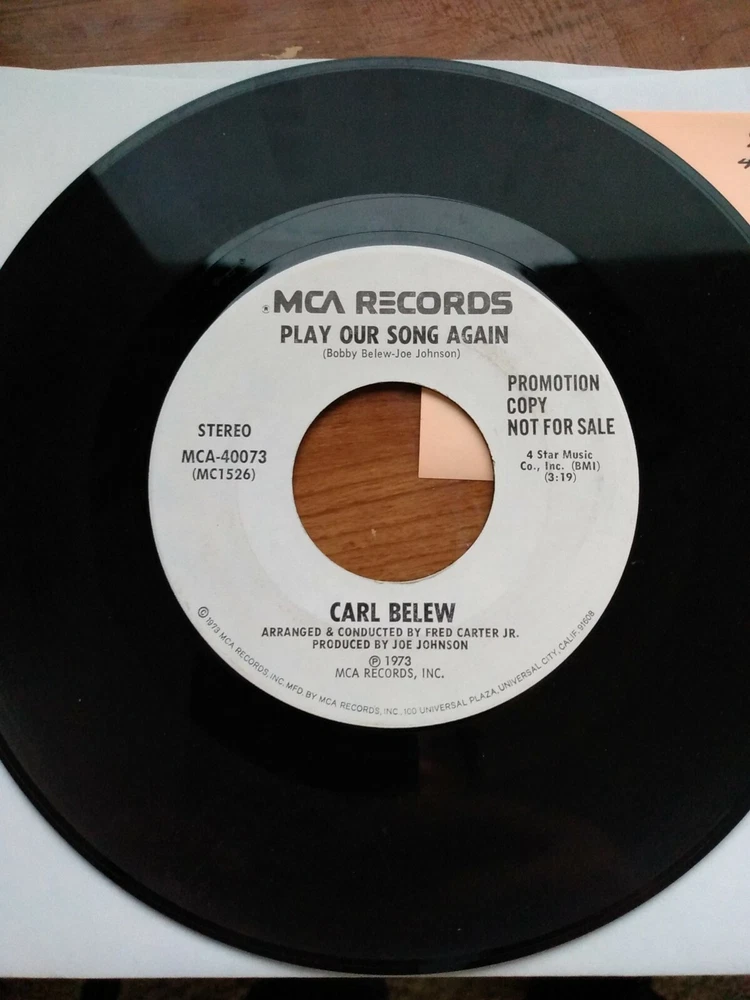 MCA RECORDS
PLAY OUR SONG AGAIN
(Bobby Belew-Joe Johnson)
PROMOTION
COPY
NOT FOR SALE
STEREO
MCA-40073
(MC1526)
4 Star Music
Co., Inc. (BMI)
(3:19)
CARL BELEW
ARRANGED & CONDUCTED BY FRED CARTER JR.
PRODUCED BY JOE JOHNSON
℗ 1973
MCA RECORDS, INC.
© 1973 MCA RECORDS, INC. MFD. BY MCA RECORDS, INC., 100 UNIVERSAL PLAZA, UNIVERSAL CITY, CALIF. 91608